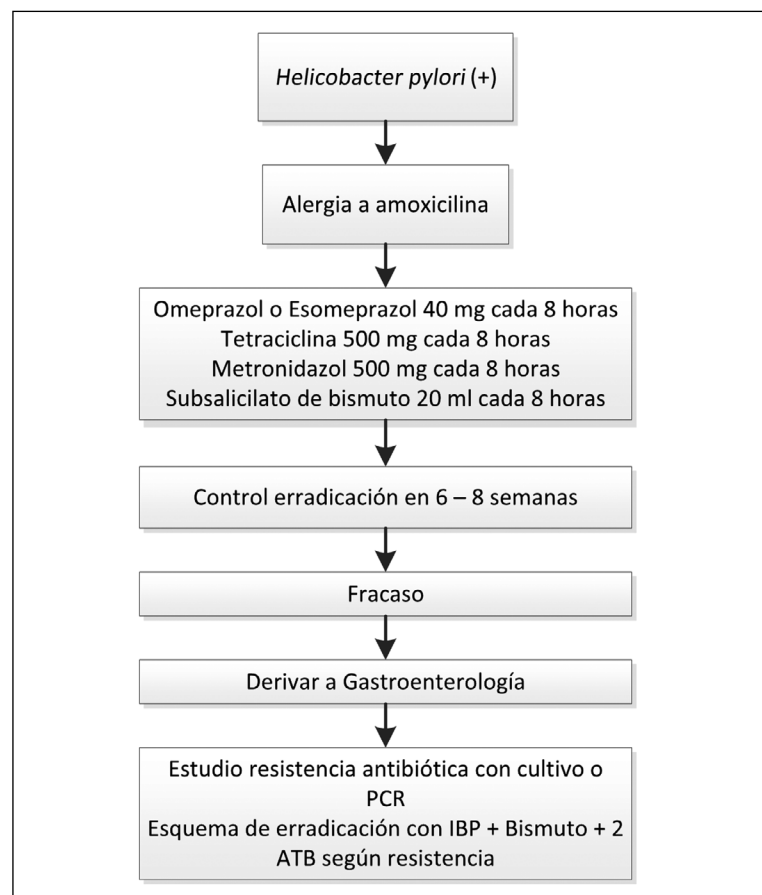 Helicobacter pylori (+)
Alergia a amoxicilina
Omeprazol o Esomeprazol 40 mg cada 8 horas
Tetraciclina 500 mg cada 8 horas
Metronidazol 500 mg cada 8 horas
Subsalicilato de bismuto 20 ml cada 8 horas
Control erradicación en 6 – 8 semanas
Fracaso
Derivar a Gastroenterología
Estudio resistencia antibiótica con cultivo o
PCR
Esquema de erradicación con IBP + Bismuto + 2
ATB según resistencia